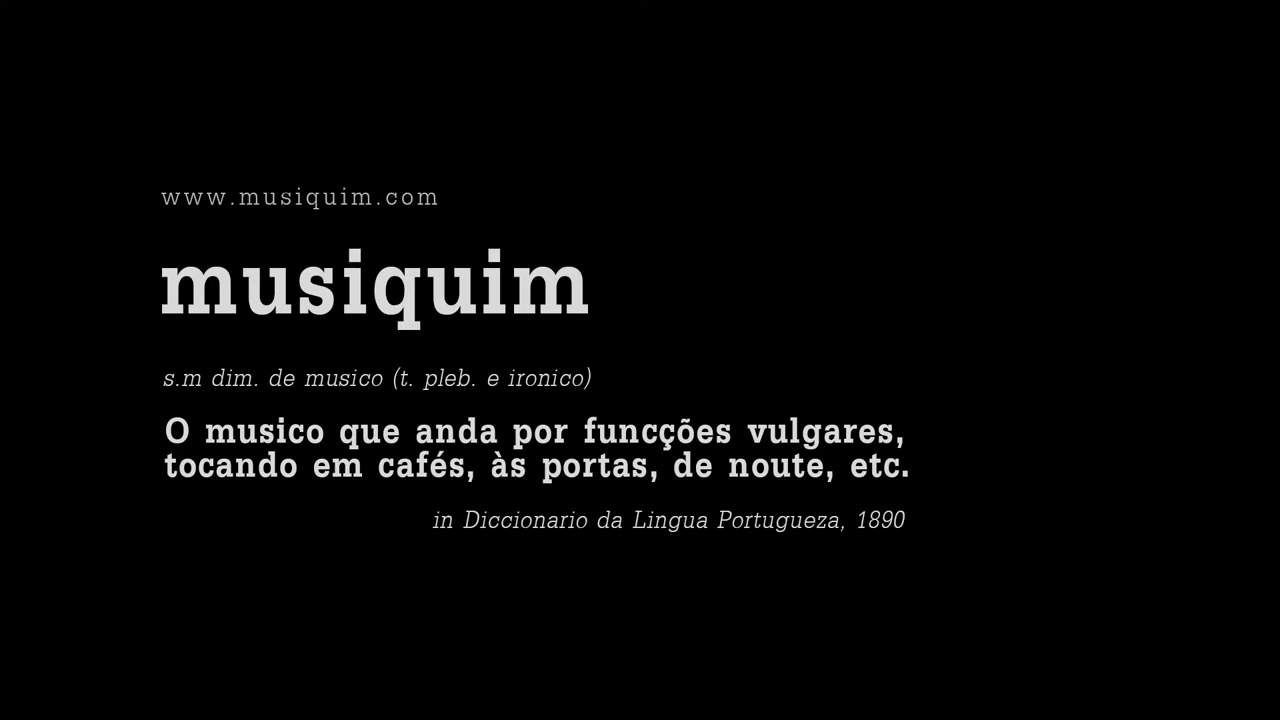 www.musiquim.com
musiquim
s.m dim. de musico (t. pleb. e ironico)
O musico que anda por funcções vulgares,
tocando em cafés, às portas, de noute, etc.
in Diccionario da Lingua Portugueza, 1890